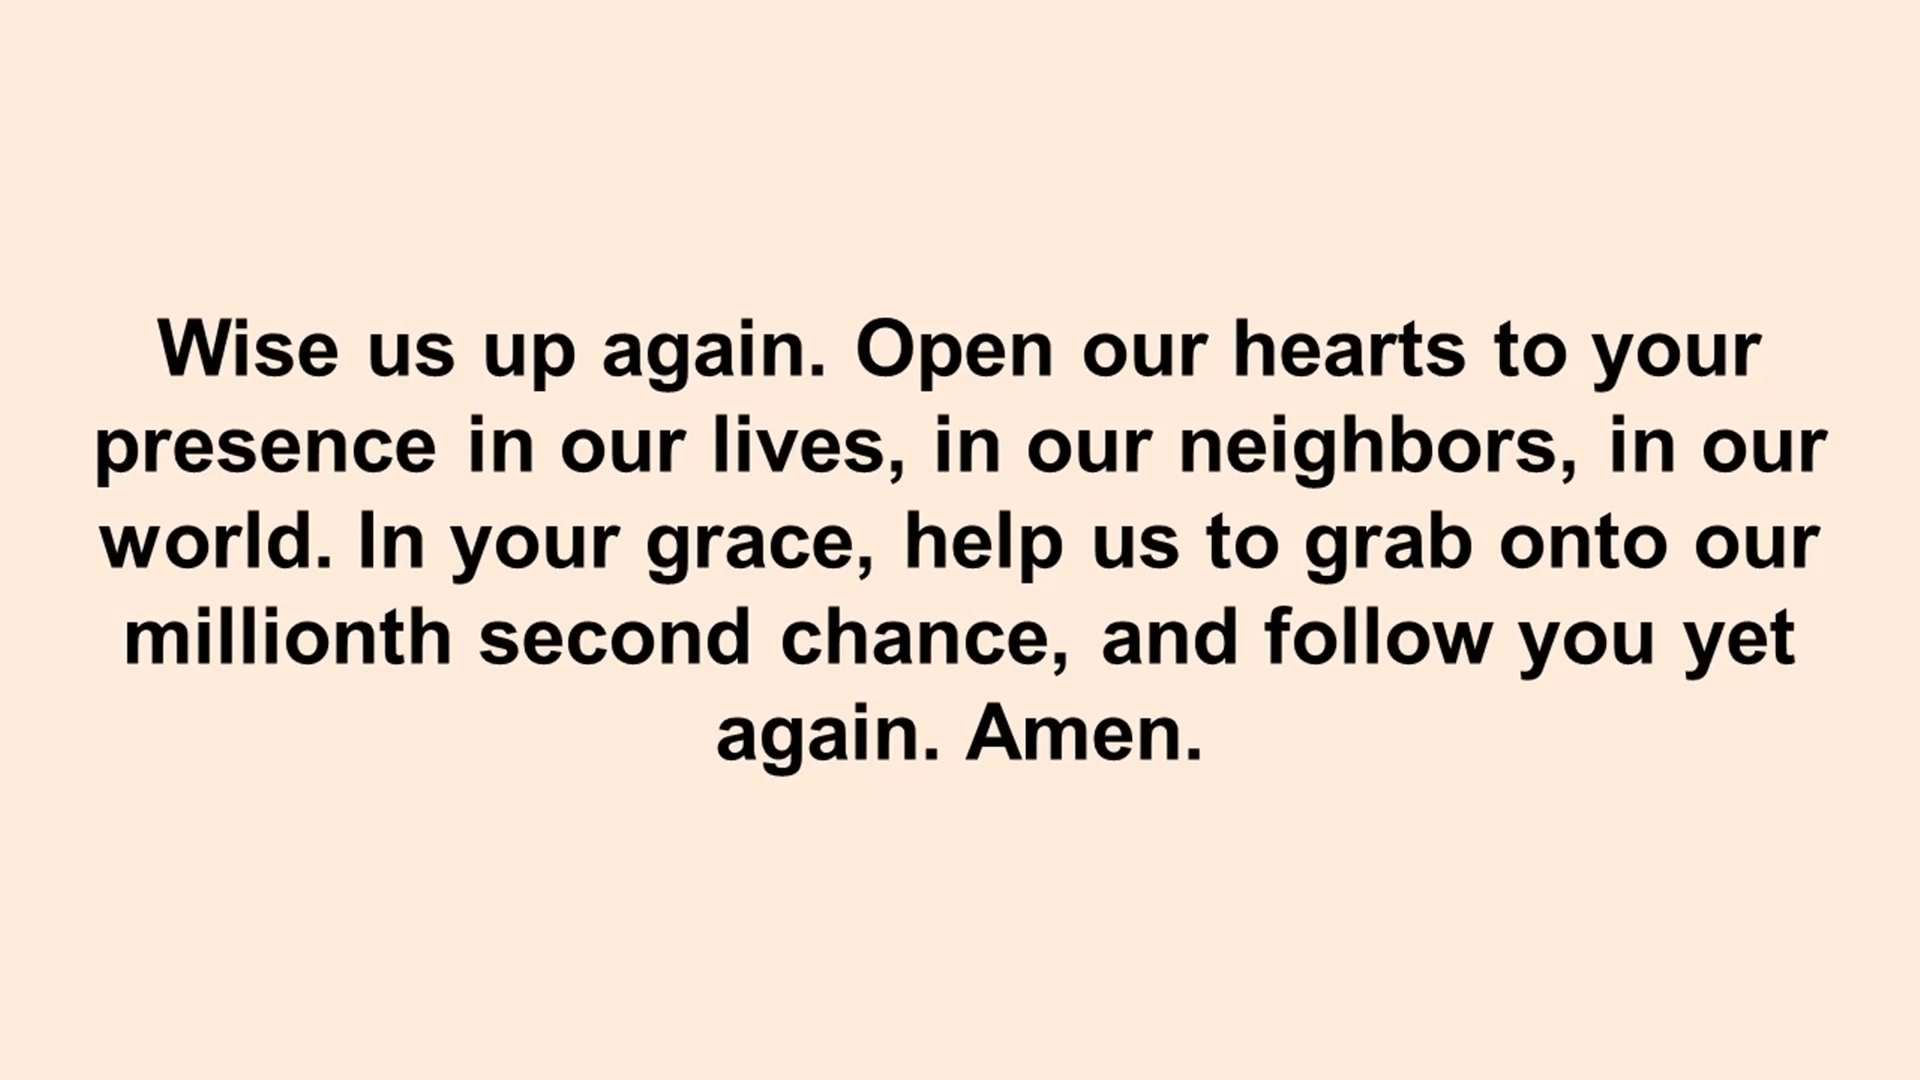 Wise us up again. Open our hearts to your
presence in our lives, in our neighbors, in our
world. In your grace, help us to grab onto our
millionth second chance, and follow you yet
again. Amen.